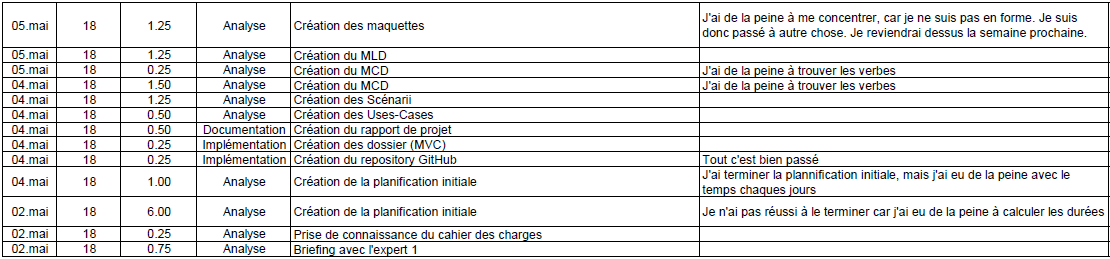 05.mai 18 1.25 Analyse Création des maquettes J'ai de la peine à me concentrer, car je ne suis pas en forme. Je suis
donc passé à autre chose. Je reviendrai dessus la semaine prochaine.
05.mai 18 1.25 Analyse Création du MLD
05.mai 18 0.25 Analyse Création du MCD J'ai de la peine à trouver les verbes
04.mai 18 1.50 Analyse Création du MCD J'ai de la peine à trouver les verbes
04.mai 18 1.25 Analyse Création des Scénarii
04.mai 18 0.50 Analyse Création des Uses-Cases
04.mai 18 0.50 Documentation Création du rapport de projet
04.mai 18 0.25 Implémentation Création des dossier (MVC)
04.mai 18 0.25 Implémentation Création du repository GitHub Tout c'est bien passé
04.mai 18 1.00 Analyse Création de la planification initiale J'ai terminer la plannification initiale, mais j'ai eu de la peine avec le
temps chaques jours
02.mai 18 6.00 Analyse Création de la planification initiale Je n'ai pas réussi à le terminer car j'ai eu de la peine à calculer les durées
02.mai 18 0.25 Analyse Prise de connaissance du cahier des charges
02.mai 18 0.75 Analyse Briefing avec l'expert 1